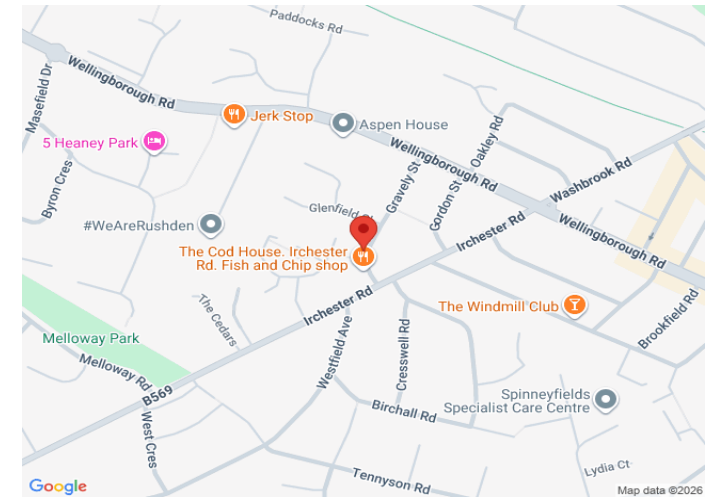 Paddocks Rd
Wellingborough Rd
Masefield Dr
Jerk Stop
Aspen House
5 Heaney Park
Oakley Rd
Wellingborough Rd
Washbrook Rd
Byron Cres
Gravely St
Gordon St
Glenfield
#WeAreRushden
Wellingborough Rd
Irchester Rd
The Cod House. Irchester
Rd. Fish and Chip shop
The Cedars
Irchester Rd
The Windmill Club
Brookfield Rd
Melloway Park
Westfield Ave
Cresswell Rd
Melloway Rd
B569
West Cres
Birchall Rd
Spinneyfields
Specialist Care Centre
Lydia Ct
Tennyson Rd
Google
Map data ©2026